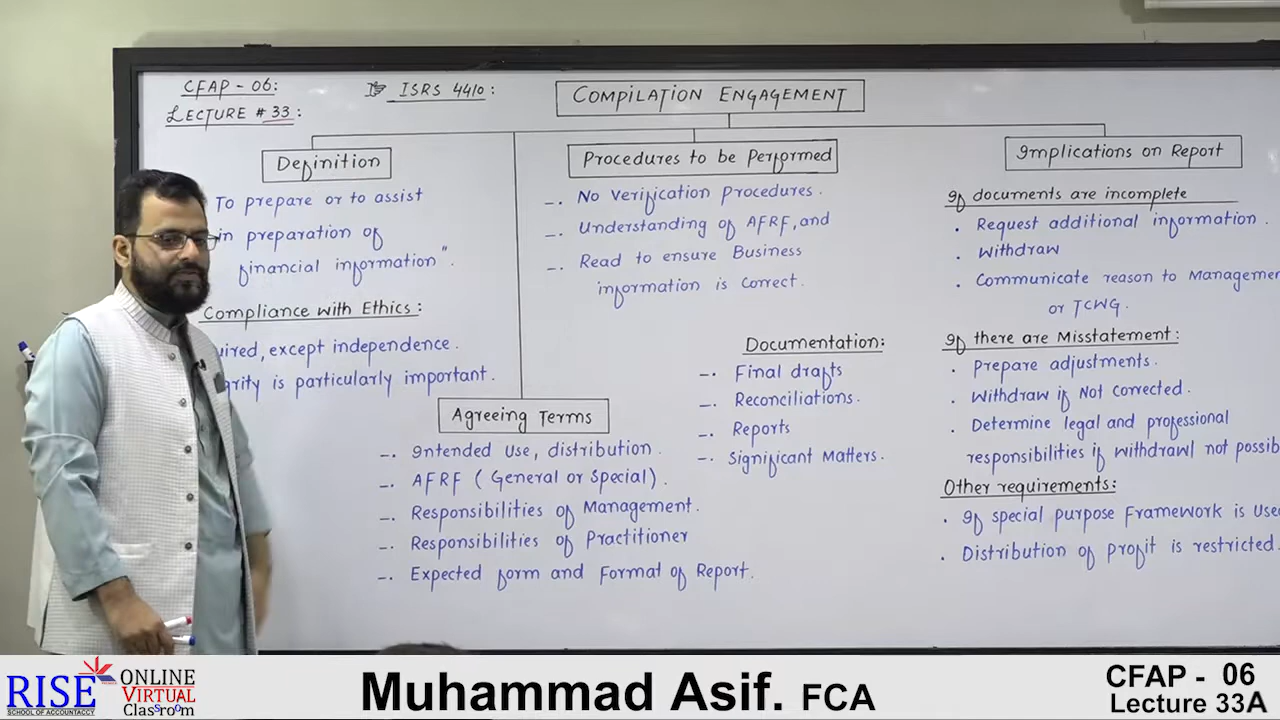 CFAP - 06:
LECTURE # 33:
ISRS 4410:
COMPILATION ENGAGEMENT
Definition
To prepare or to assist
in preparation of
financial information".
Compliance with Ethics:
uired, except independence.
grity is particularly important.
Agreeing Terms
-. Intended Use, distribution.
-. AFRF ( General or Special).
-. Responsibilities of Management.
-. Responsibilities of Practitioner
-. Expected form and Format of Report.
Procedures to be Performed
-. No Verification Procedures.
-. Understanding of AFRF, and
-. Read to ensure Business
information is Correct.
Documentation:
-. Final drafts
-. Reconciliations.
-. Reports
-. Significant Matters.
Implications on Report
If documents are incomplete
. Request additional information.
. Withdraw
. Communicate reason to Managemen
or TCWG.
If there are Misstatement:
. Prepare adjustments.
. Withdraw if Not Corrected.
. Determine legal and professional
responsibilities if withdrawl not possib
Other requirements:
. If special purpose Framework is Use
. Distribution of profit is restricted.
RISE
SCHOOL OF ACCOUNTANCY
ONLINE
VIRTUAL
Classroom
Muhammad Asif. FCA
CFAP - 06
Lecture 33A